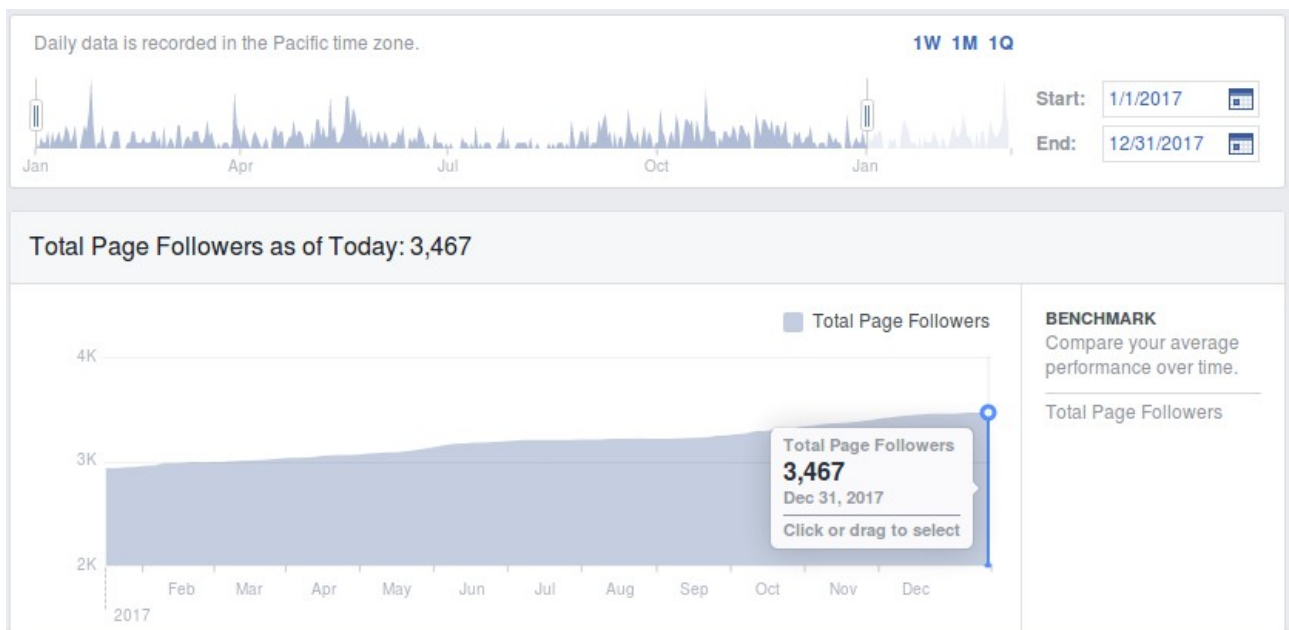 Daily data is recorded in the Pacific time zone.
1W 1M 1Q
Start: 1/1/2017
End: 12/31/2017
Jan Apr Jul Oct Jan
Total Page Followers as of Today: 3,467
Total Page Followers
BENCHMARK
Compare your average
performance over time.
Total Page Followers
4K
3K
2K
Total Page Followers
3,467
Dec 31, 2017
Click or drag to select
Feb Mar Apr May Jun Jul Aug Sep Oct Nov Dec
2017